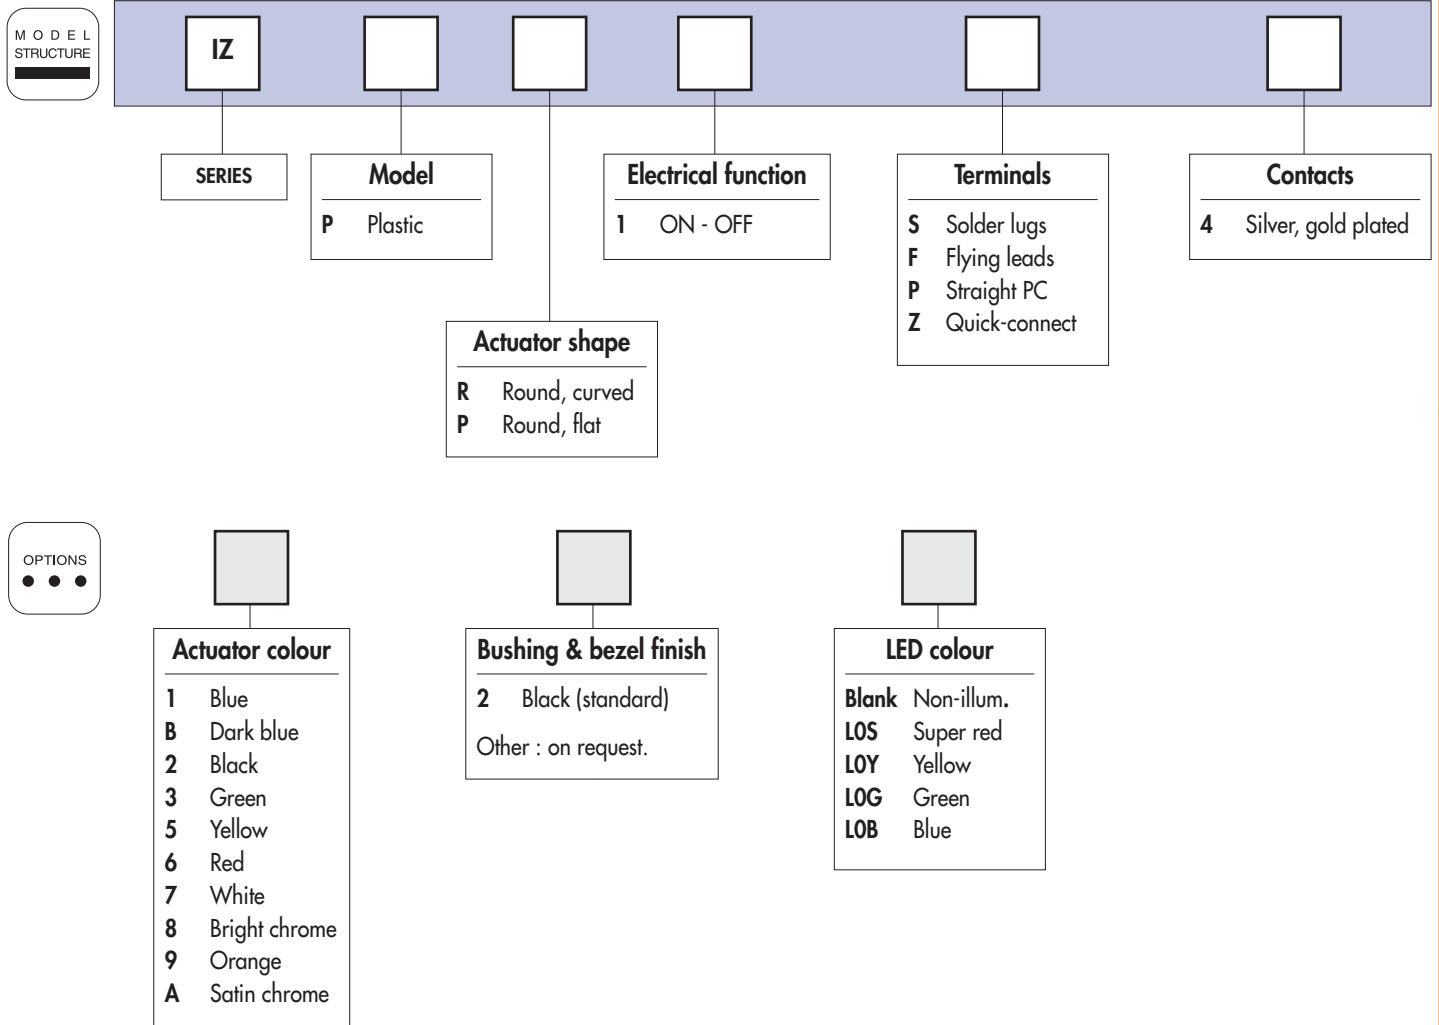 MODEL
STRUCTURE
IZ
SERIES
Model
P Plastic
Actuator shape
R Round, curved
P Round, flat
Electrical function
1 ON - OFF
Terminals
S Solder lugs
F Flying leads
P Straight PC
Z Quick-connect
Contacts
4 Silver, gold plated
OPTIONS
Actuator colour
1 Blue
B Dark blue
2 Black
3 Green
5 Yellow
6 Red
7 White
8 Bright chrome
9 Orange
A Satin chrome
Bushing & bezel finish
2 Black (standard)
Other : on request.
LED colour
Blank Non-illum.
L0S Super red
L0Y Yellow
L0G Green
L0B Blue